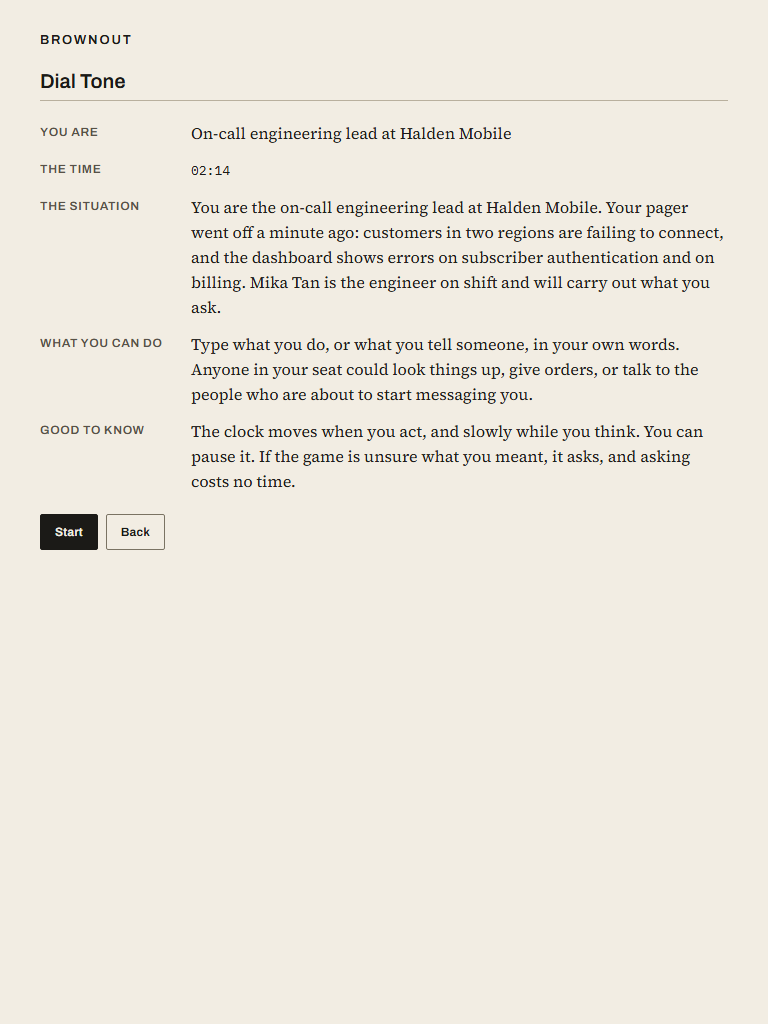 BROWNOUT
Dial Tone
YOU ARE
On-call engineering lead at Halden Mobile
THE TIME
02:14
THE SITUATION
You are the on-call engineering lead at Halden Mobile. Your pager
went off a minute ago: customers in two regions are failing to connect,
and the dashboard shows errors on subscriber authentication and on
billing. Mika Tan is the engineer on shift and will carry out what you
ask.
WHAT YOU CAN DO
Type what you do, or what you tell someone, in your own words.
Anyone in your seat could look things up, give orders, or talk to the
people who are about to start messaging you.
GOOD TO KNOW
The clock moves when you act, and slowly while you think. You can
pause it. If the game is unsure what you meant, it asks, and asking
costs no time.
Start
Back